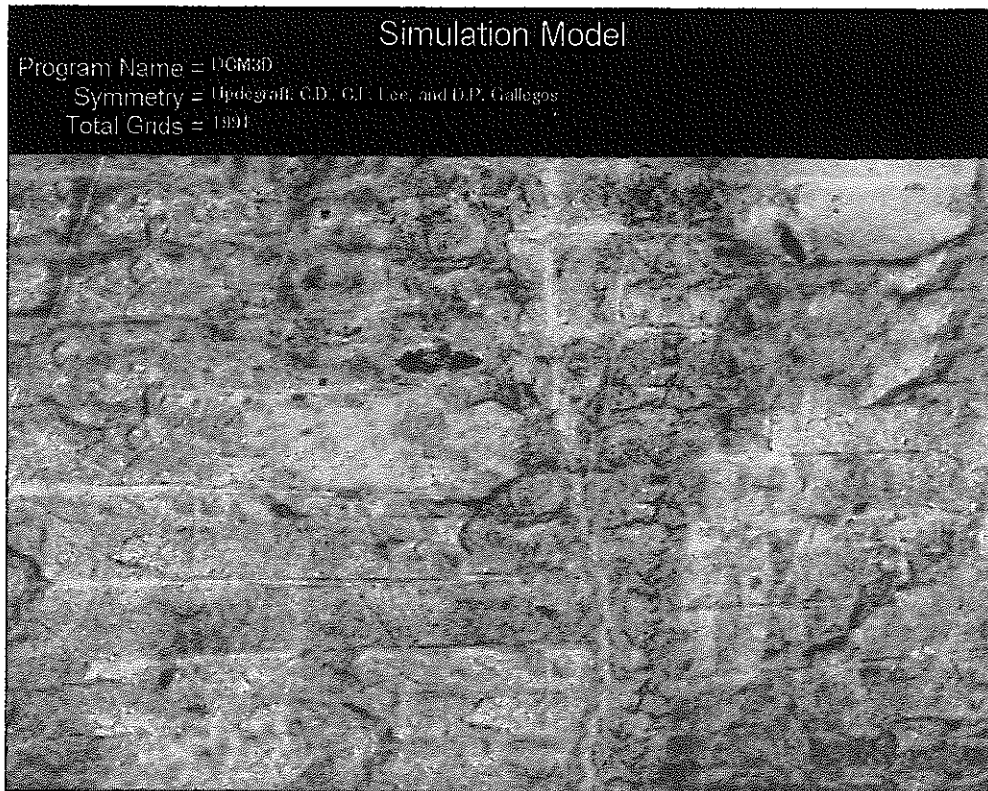 Simulation Model
Program Name = DCM3D
Symmetry = Updegraff, C.D., C.E. Lee, and D.P. Gallegos
Total Grids = 1991